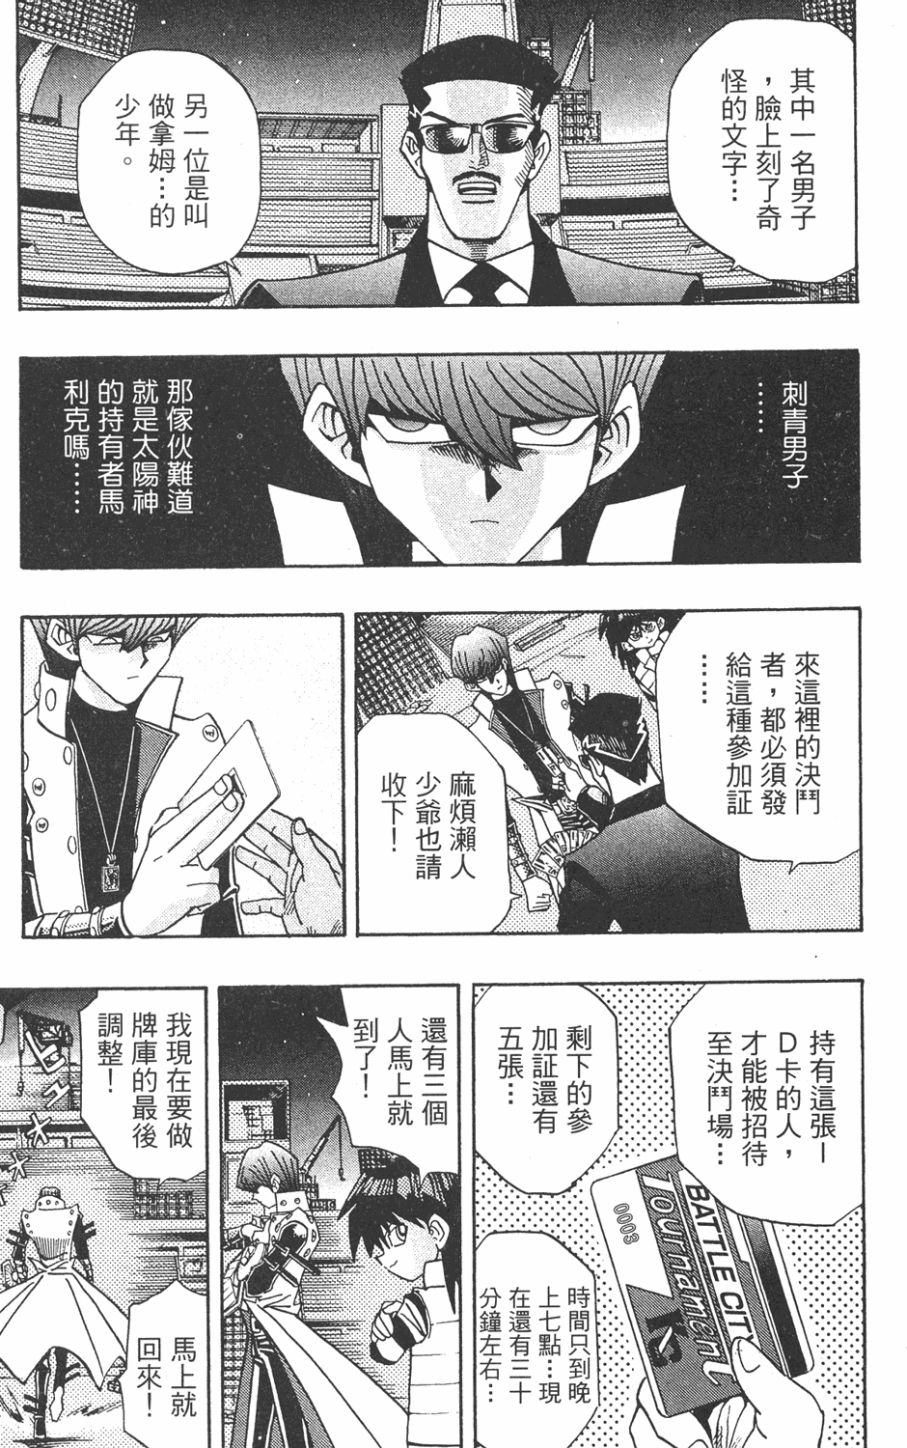 其中一名男子
，臉上刻了奇
怪的文字…
另一位是叫
做拿姆…的
少年。
刺青男子
……
那傢伙難道
就是太陽神
的持有者馬
利克嗎……
來這裡的決鬥
者，都必須發
給這種參加証
……
麻煩瀨人
少爺也請
收下！
持有這張I
D卡的人，
才能被招待
至決鬥場…
剩下的參
加証還有
五張…
BATTLE CITY
Tournament
0003
KC
時間只到晚
上七點…現
在還有三十
分鐘左右…
還有三個
人馬上就
到了！
我現在要做
牌庫的最後
調整！
馬上就
回來！